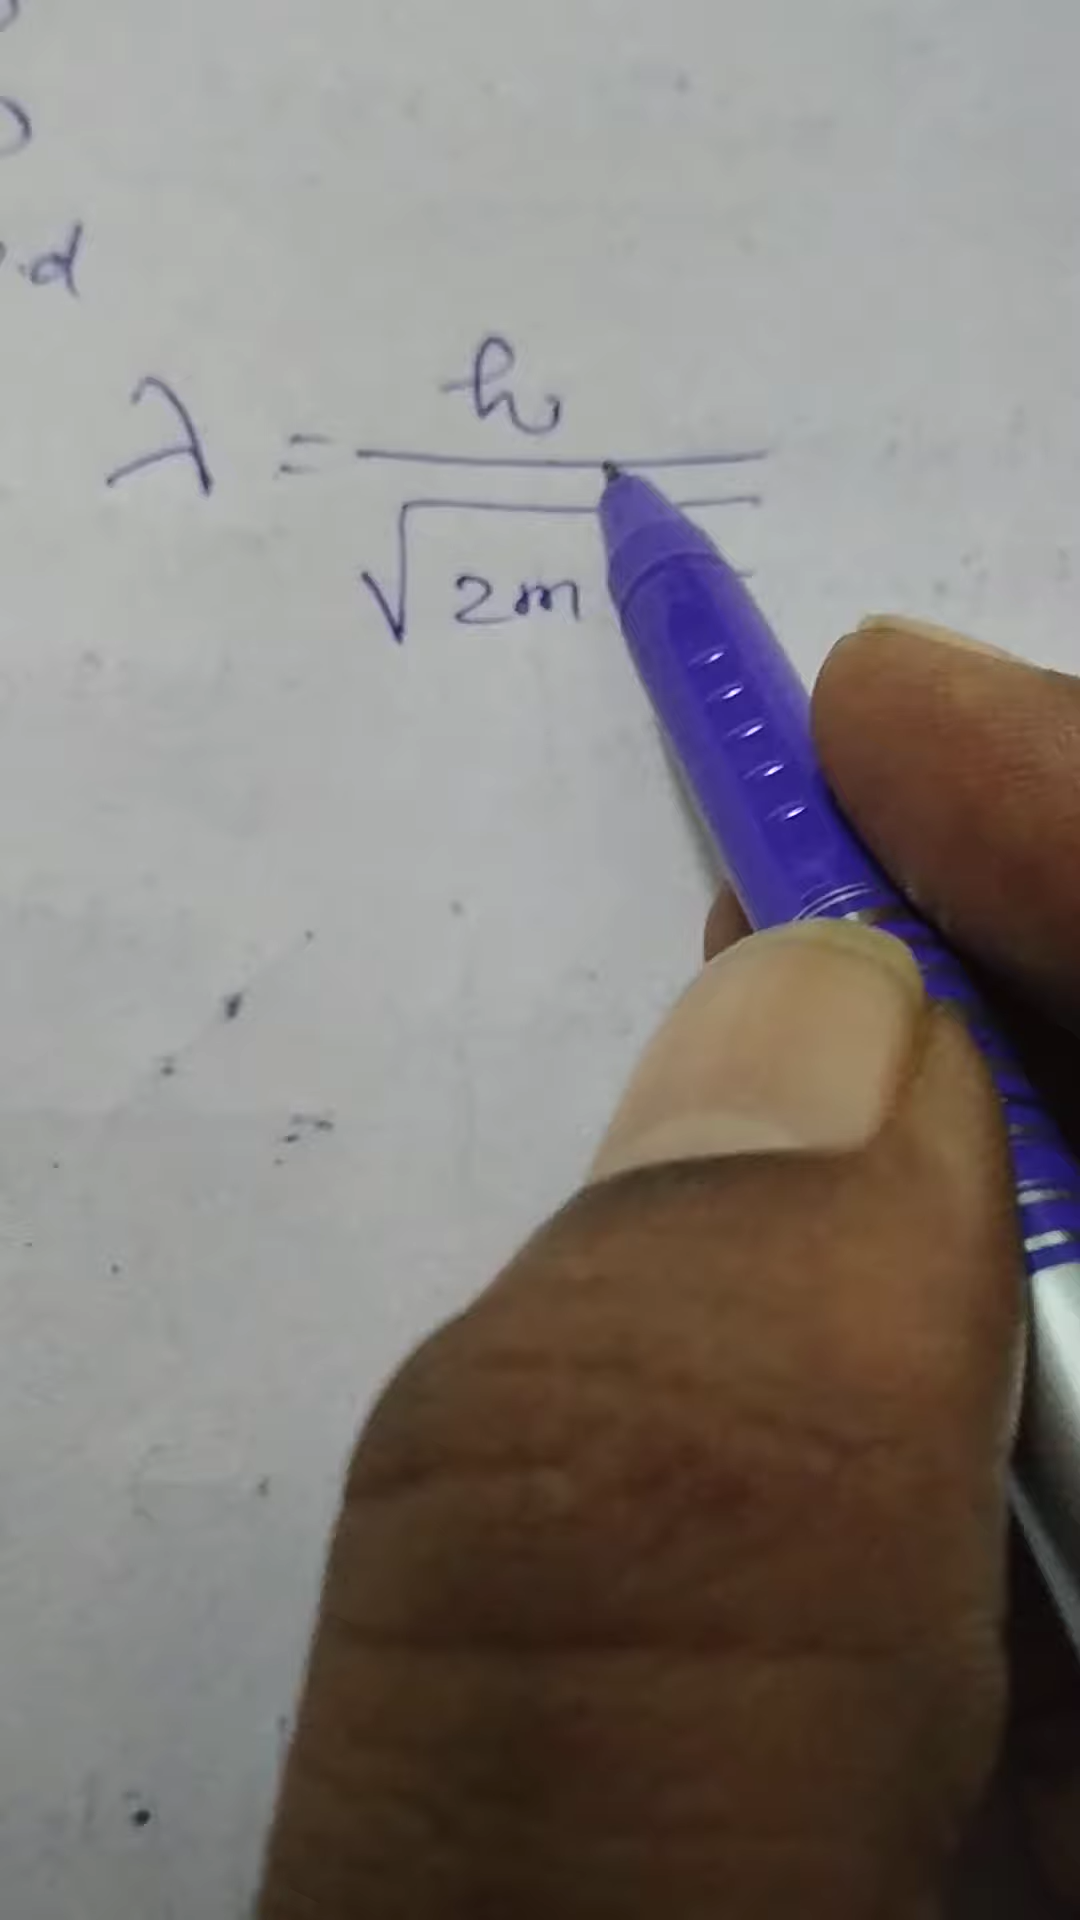 d
λ = h
√2m